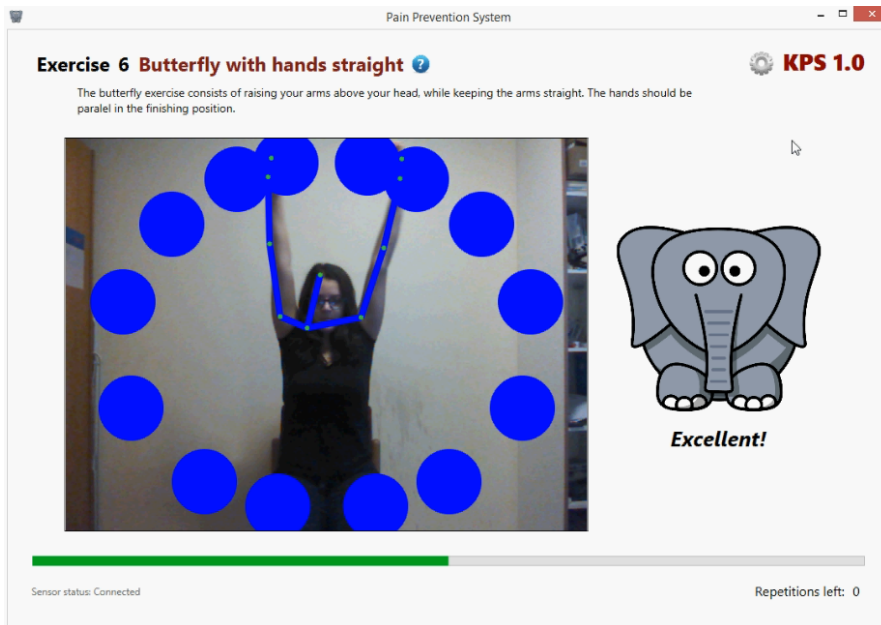 Pain Prevention System
Exercise 6 Butterfly with hands straight ?
KPS 1.0
The butterfly exercise consists of raising your arms above your head, while keeping the arms straight. The hands should be
paralel in the finishing position.
Excellent!
Sensor status: Connected
Repetitions left: 0